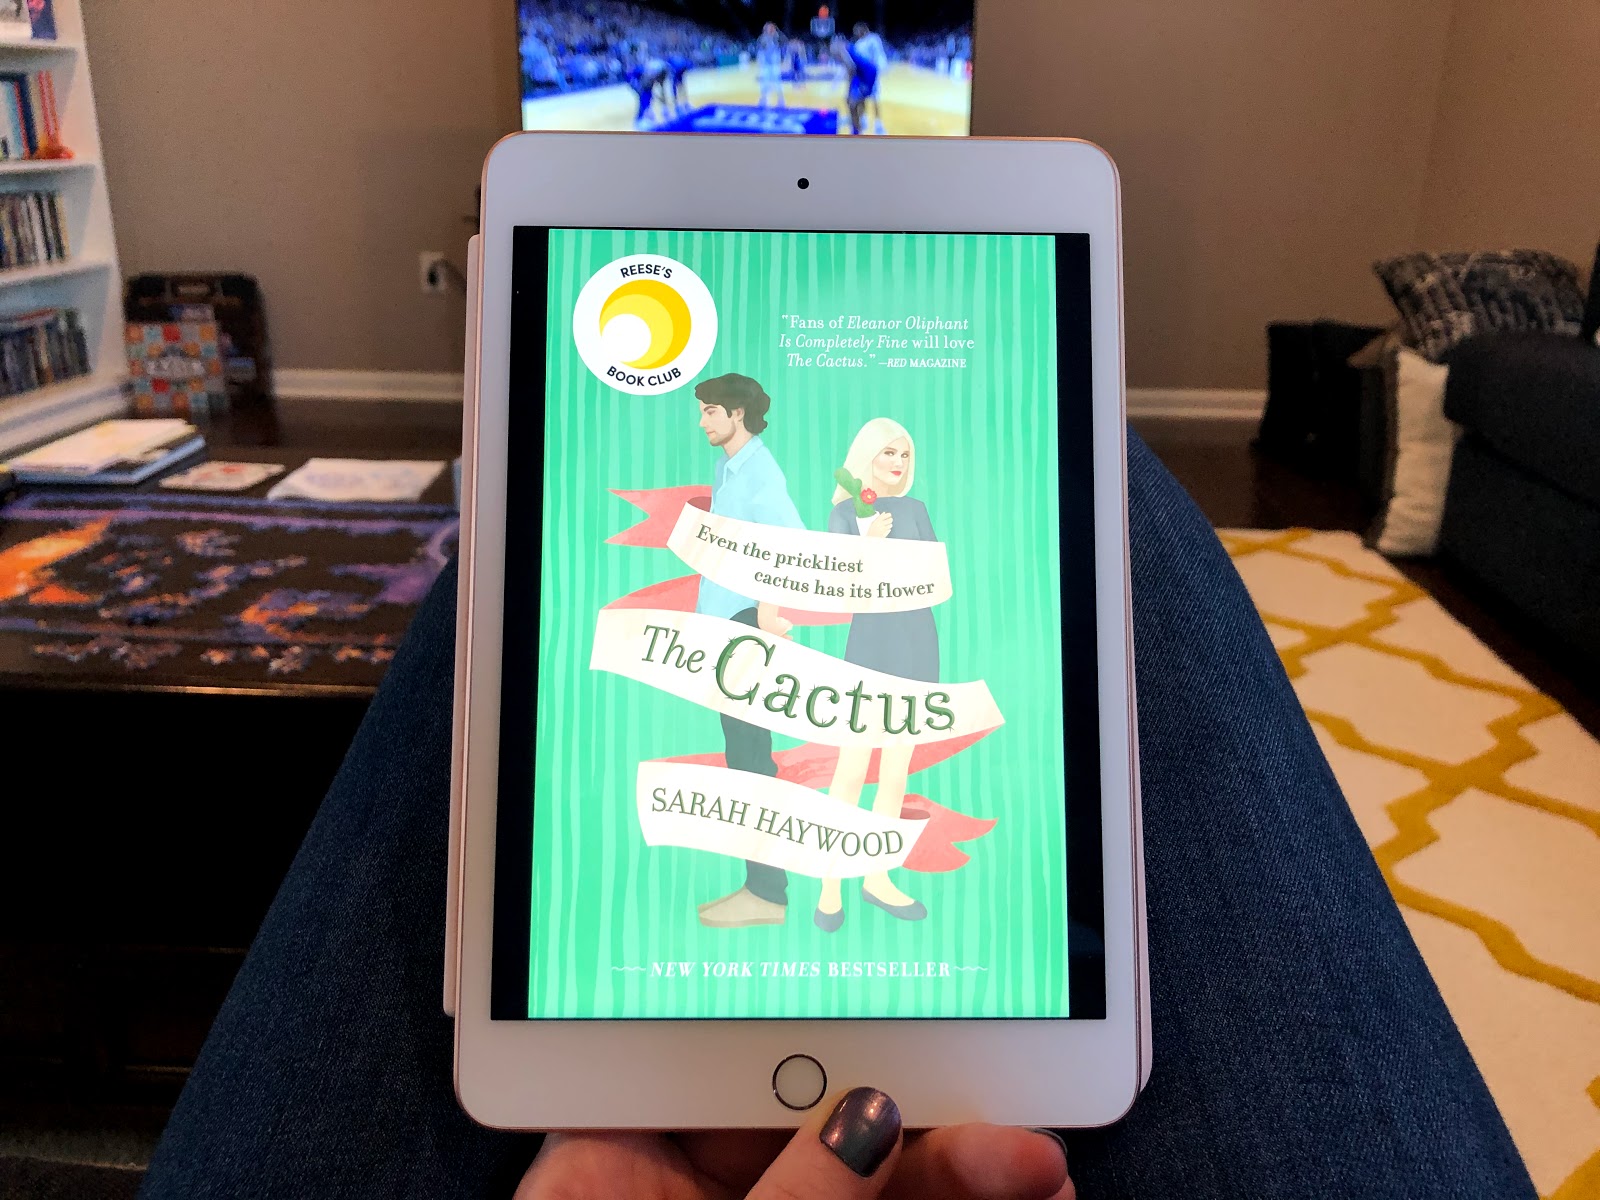 REESE'S
BOOK CLUB
"Fans of Eleanor Oliphant
Is Completely Fine will love
The Cactus." —RED MAGAZINE
Even the prickliest
cactus has its flower
The Cactus
SARAH HAYWOOD
NEW YORK TIMES BESTSELLER